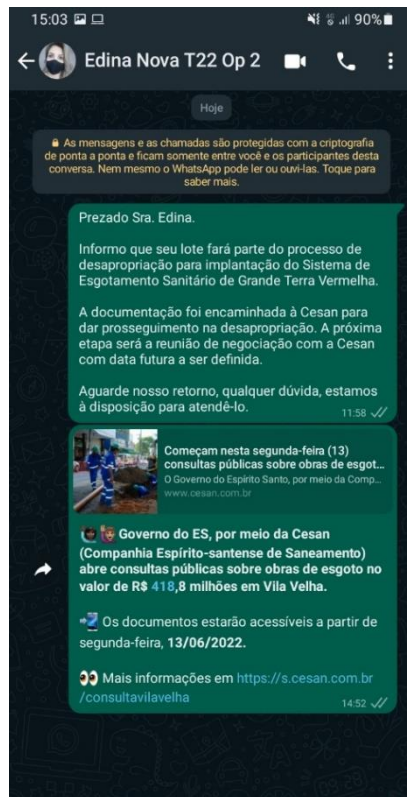 15:03 4G 90%
Edina Nova T22 Op 2
Hoje
As mensagens e as chamadas são protegidas com a criptografia
de ponta a ponta e ficam somente entre você e os participantes desta
conversa. Nem mesmo o WhatsApp pode ler ou ouvi-las. Toque para
saber mais.
Prezado Sra. Edina.
Informo que seu lote fará parte do processo de
desapropriação para implantação do Sistema de
Esgotamento Sanitário de Grande Terra Vermelha.
A documentação foi encaminhada à Cesan para
dar prosseguimento na desapropriação. A próxima
etapa será a reunião de negociação com a Cesan
com data futura a ser definida.
Aguarde nosso retorno, qualquer dúvida, estamos
à disposição para atendê-lo.
11:58
Começam nesta segunda-feira (13)
consultas públicas sobre obras de esgot...
O Governo do Espírito Santo, por meio da Comp...
www.cesan.com.br
Governo do ES, por meio da Cesan
(Companhia Espírito-santense de Saneamento)
abre consultas públicas sobre obras de esgoto no
valor de R$ 418,8 milhões em Vila Velha.
Os documentos estarão acessíveis a partir de
segunda-feira, 13/06/2022.
Mais informações em https://s.cesan.com.br
/consultavilavelha
14:52